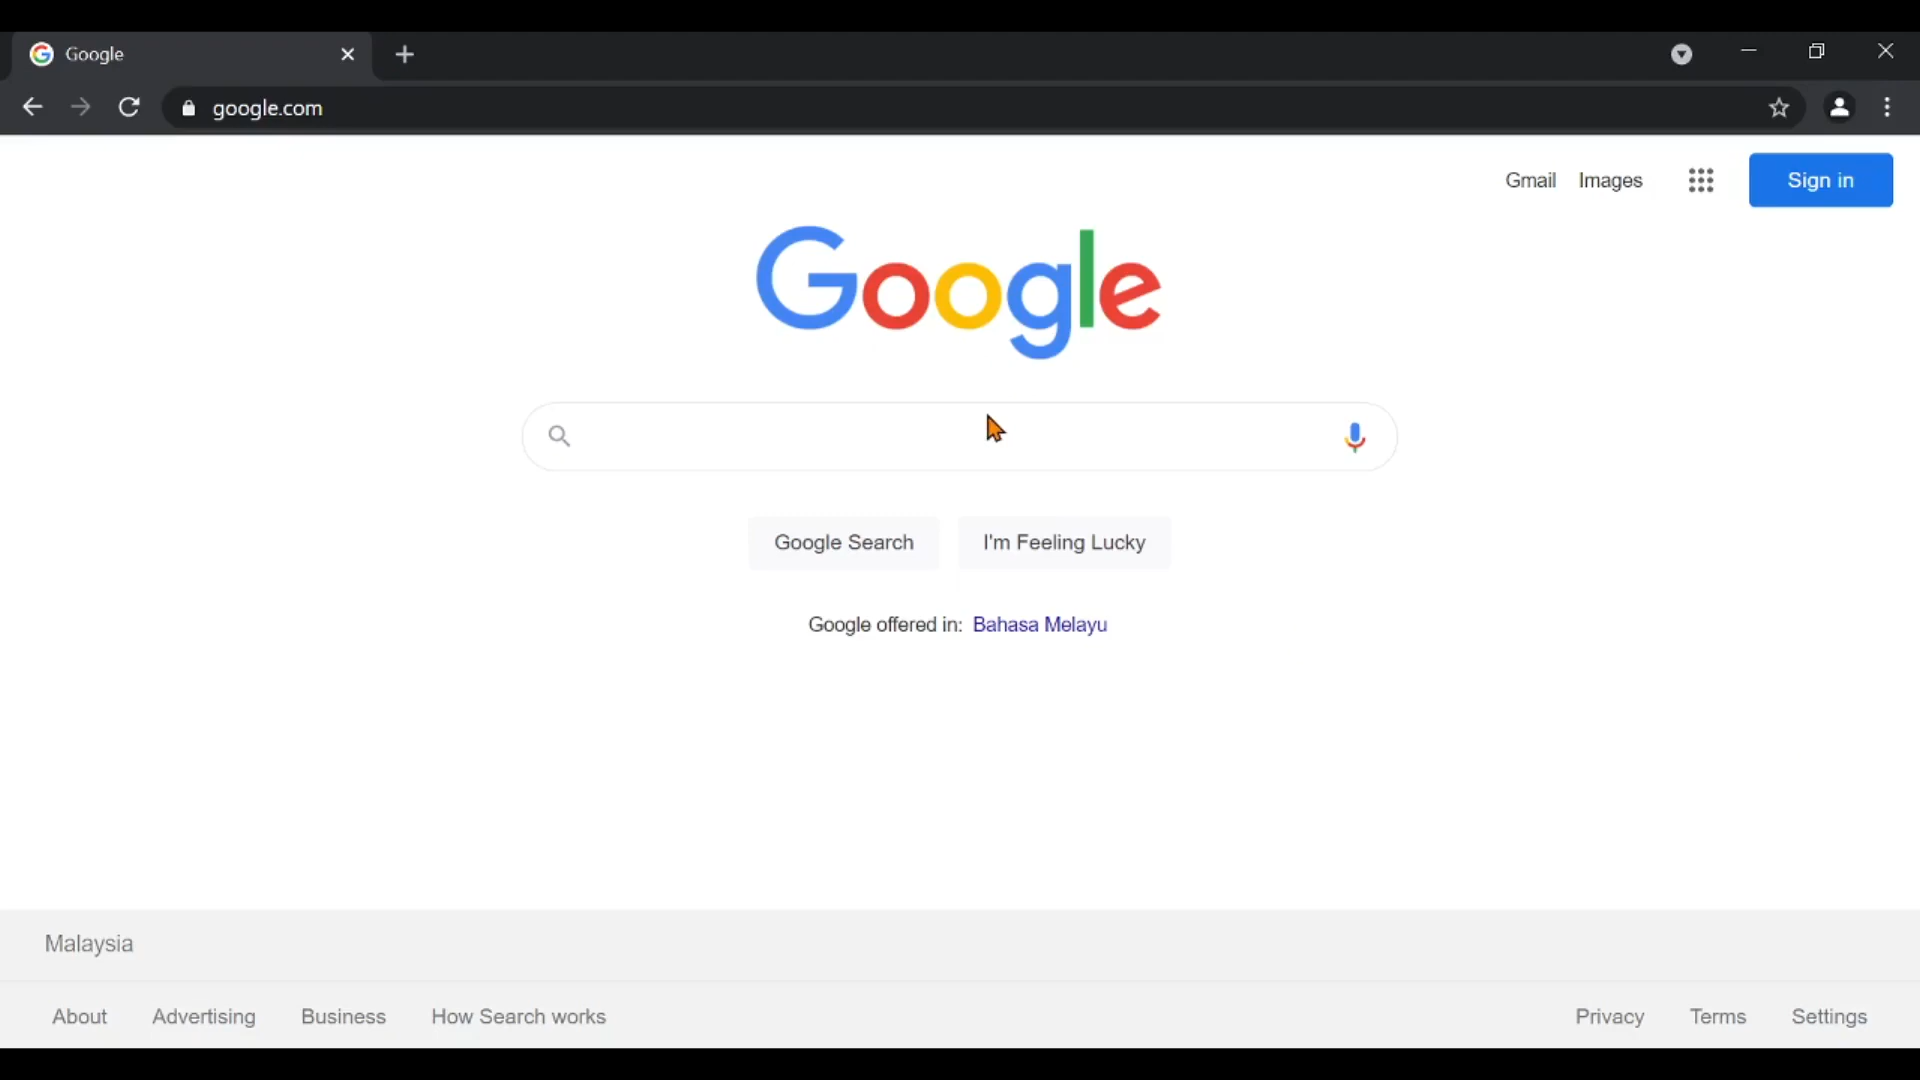 Google
google.com
Gmail Images Sign in
Google
Google Search I'm Feeling Lucky
Google offered in: Bahasa Melayu
Malaysia
About Advertising Business How Search works Privacy Terms Settings